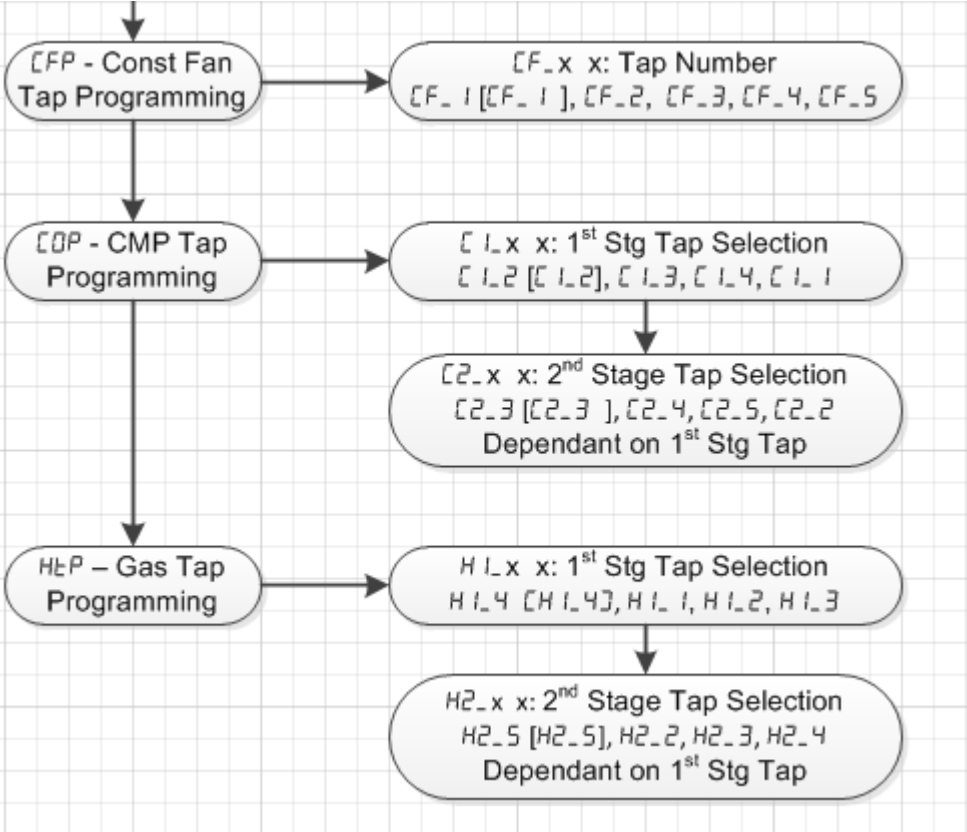 CFP - Const Fan
Tap Programming
CF_x x: Tap Number
CF_1 [CF_1 ], CF_2, CF_3, CF_4, CF_5
COP - CMP Tap
Programming
C1_x x: 1st Stg Tap Selection
C1_2 [C1_2], C1_3, C1_4, C1_1
C2_x x: 2nd Stage Tap Selection
C2_3 [C2_3 ], C2_4, C2_5, C2_2
Dependant on 1st Stg Tap
HtP – Gas Tap
Programming
H1_x x: 1st Stg Tap Selection
H1_4 [H1_4], H1_1, H1_2, H1_3
H2_x x: 2nd Stage Tap Selection
H2_5 [H2_5], H2_2, H2_3, H2_4
Dependant on 1st Stg Tap